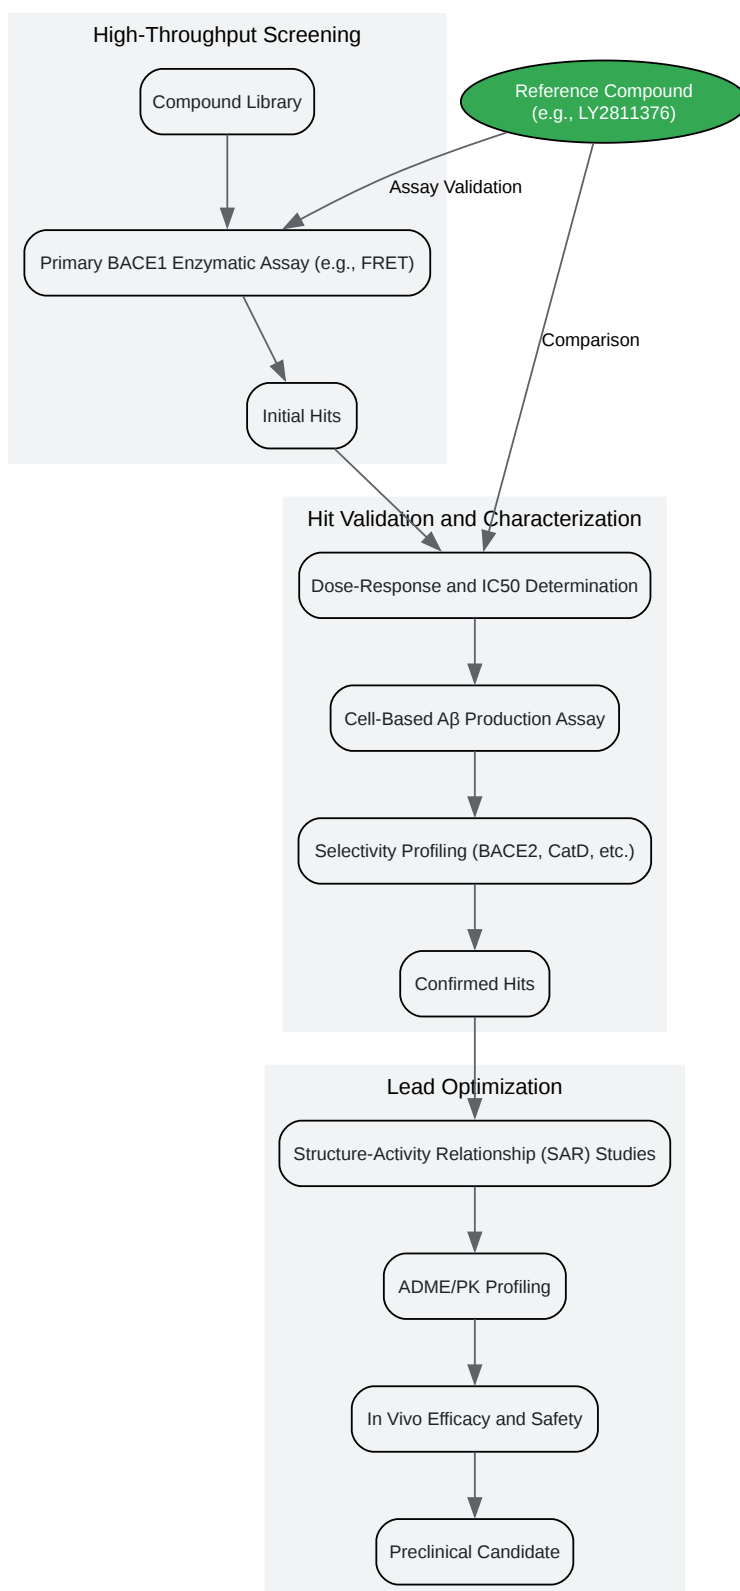 High-Throughput Screening
Compound Library
Reference Compound
(e.g., LY2811376)
Assay Validation
Primary BACE1 Enzymatic Assay (e.g., FRET)
Comparison
Initial Hits
Hit Validation and Characterization
Dose-Response and IC50 Determination
Cell-Based Aβ Production Assay
Selectivity Profiling (BACE2, CatD, etc.)
Confirmed Hits
Lead Optimization
Structure-Activity Relationship (SAR) Studies
ADME/PK Profiling
In Vivo Efficacy and Safety
Preclinical Candidate